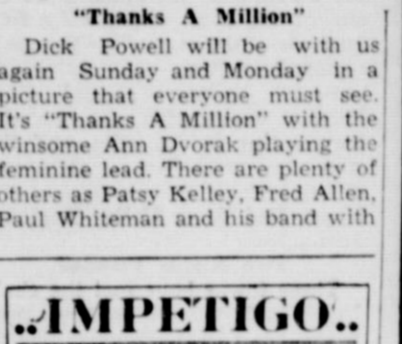 "Thanks A Million"
Dick Powell will be with us
again Sunday and Monday in a
picture that everyone must see.
It's "Thanks A Million" with the
winsome Ann Dvorak playing the
feminine lead. There are plenty of
others as Patsy Kelley, Fred Allen,
Paul Whiteman and his band with
..IMPETIGO..